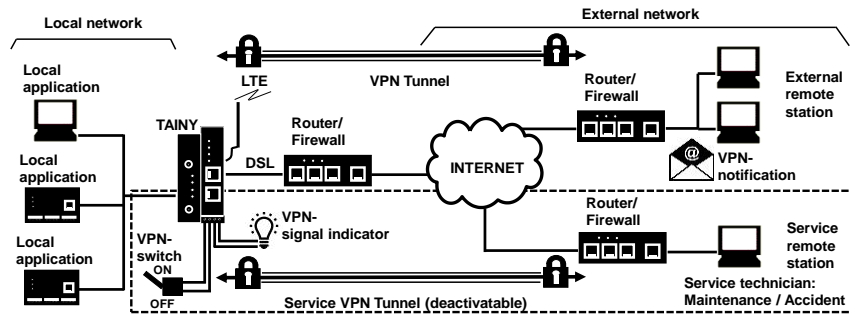 Local network
External network
Local
application
LTE
VPN Tunnel
Router/
Firewall
External
remote
station
TAINY
Router/
Firewall
DSL
INTERNET
@
VPN-
notification
Local
application
Local
application
VPN-
switch
ON
OFF
VPN-
signal indicator
Router/
Firewall
Service
remote
station
Service VPN Tunnel (deactivatable)
Service technician:
Maintenance / Accident